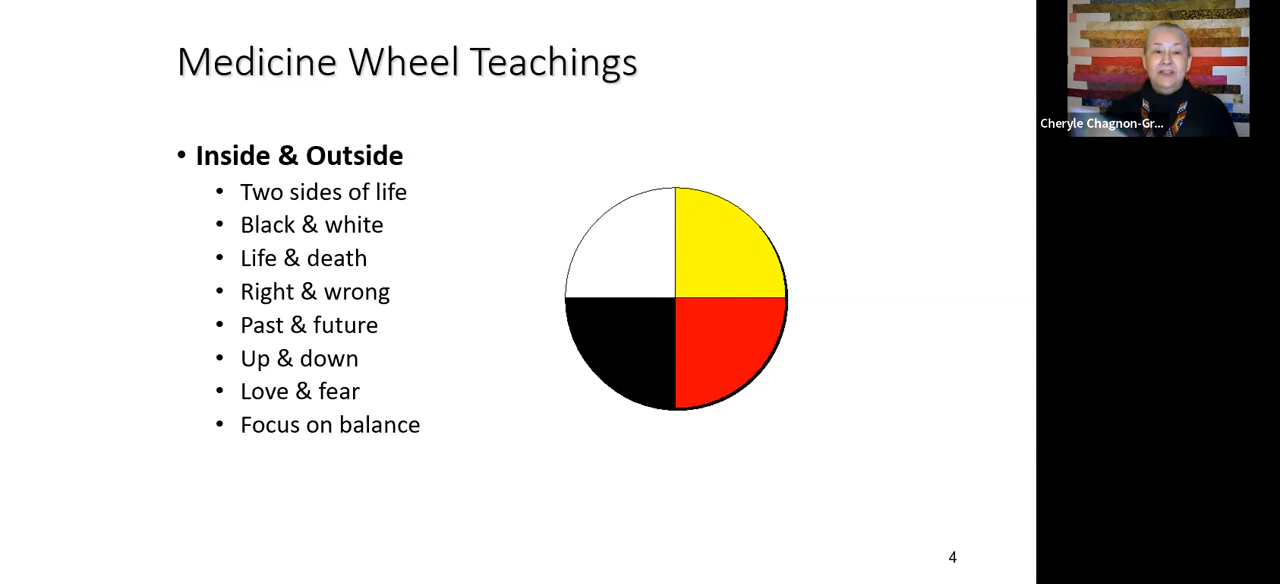 Medicine Wheel Teachings
Cheryle Chagnon-Gr...
• Inside & Outside
• Two sides of life
• Black & white
• Life & death
• Right & wrong
• Past & future
• Up & down
• Love & fear
• Focus on balance
4